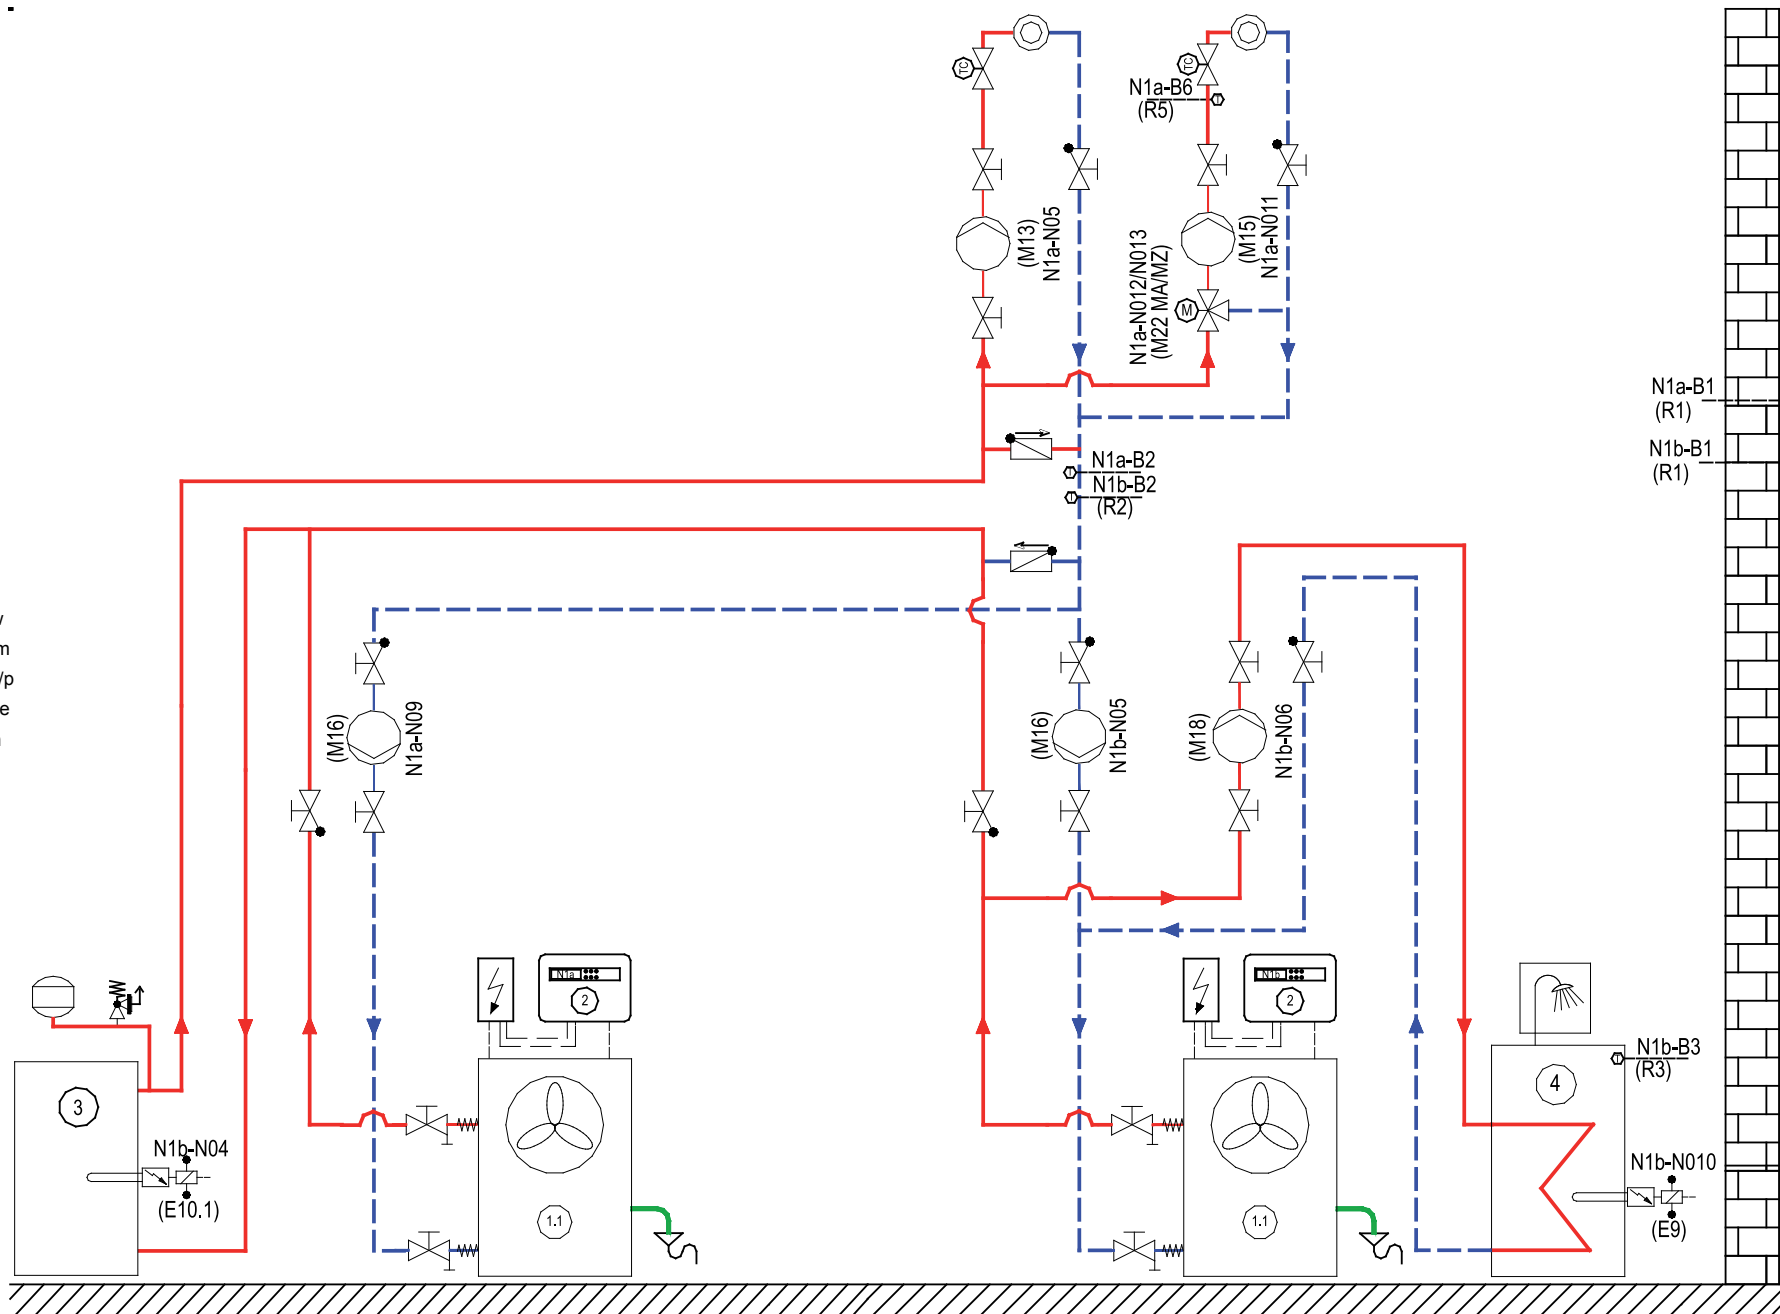 TC
TC
N1a-B6
(R5)
(M13)
N1a-N05
N1a-N012/N013
(M22 MA/MZ)
M
(M15)
N1a-N011
N1a-B1
(R1)
N1b-B1
(R1)
N1a-B2
N1b-B2
(R2)
m
/p
e
(M16)
N1a-N09
(M16)
N1b-N05
(M18)
N1b-N06
N1a
2
N1b
2
3
N1b-N04
(E10.1)
1.1
1.1
4
N1b-B3
(R3)
N1b-N010
(E9)